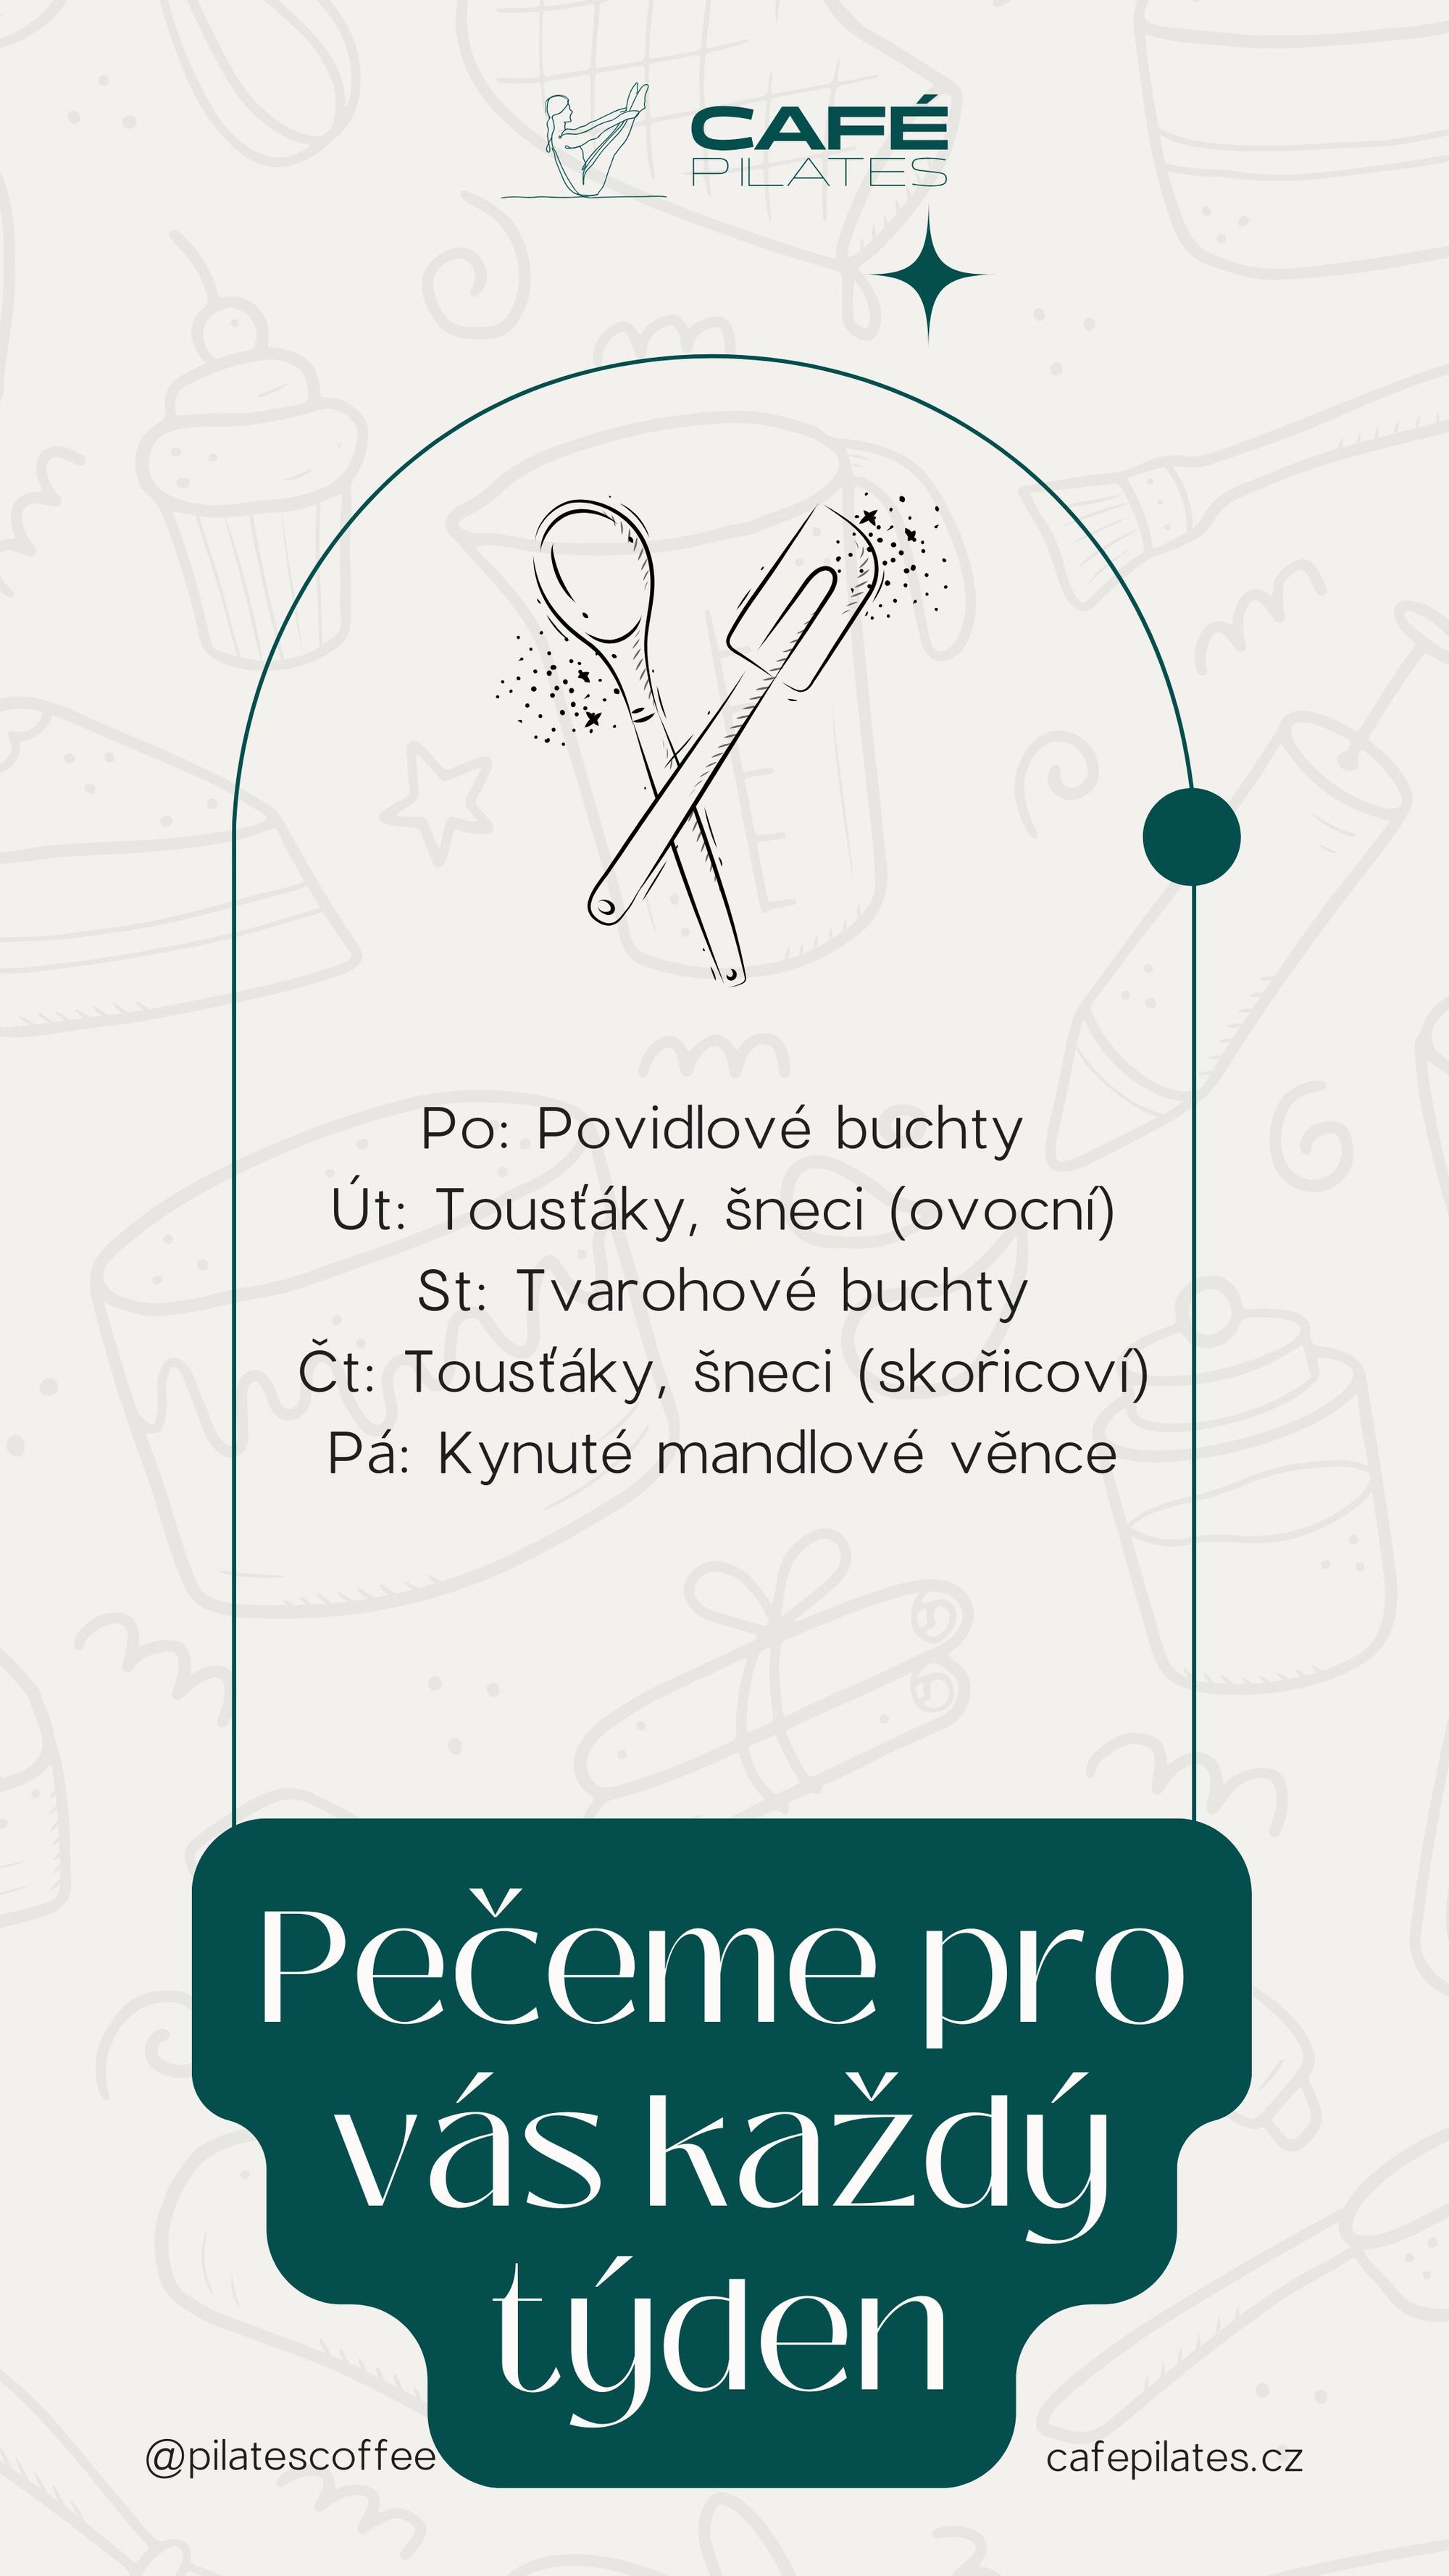 CAFÉ
PILATES
Po: Povidlové buchty
Út: Tousťáky, šneci (ovocní)
St: Tvarohové buchty
Čt: Tousťáky, šneci (skořicoví)
Pá: Kynuté mandlové věnce
Pečeme pro
vás každý
týden
@pilatescoffee
cafepilates.cz